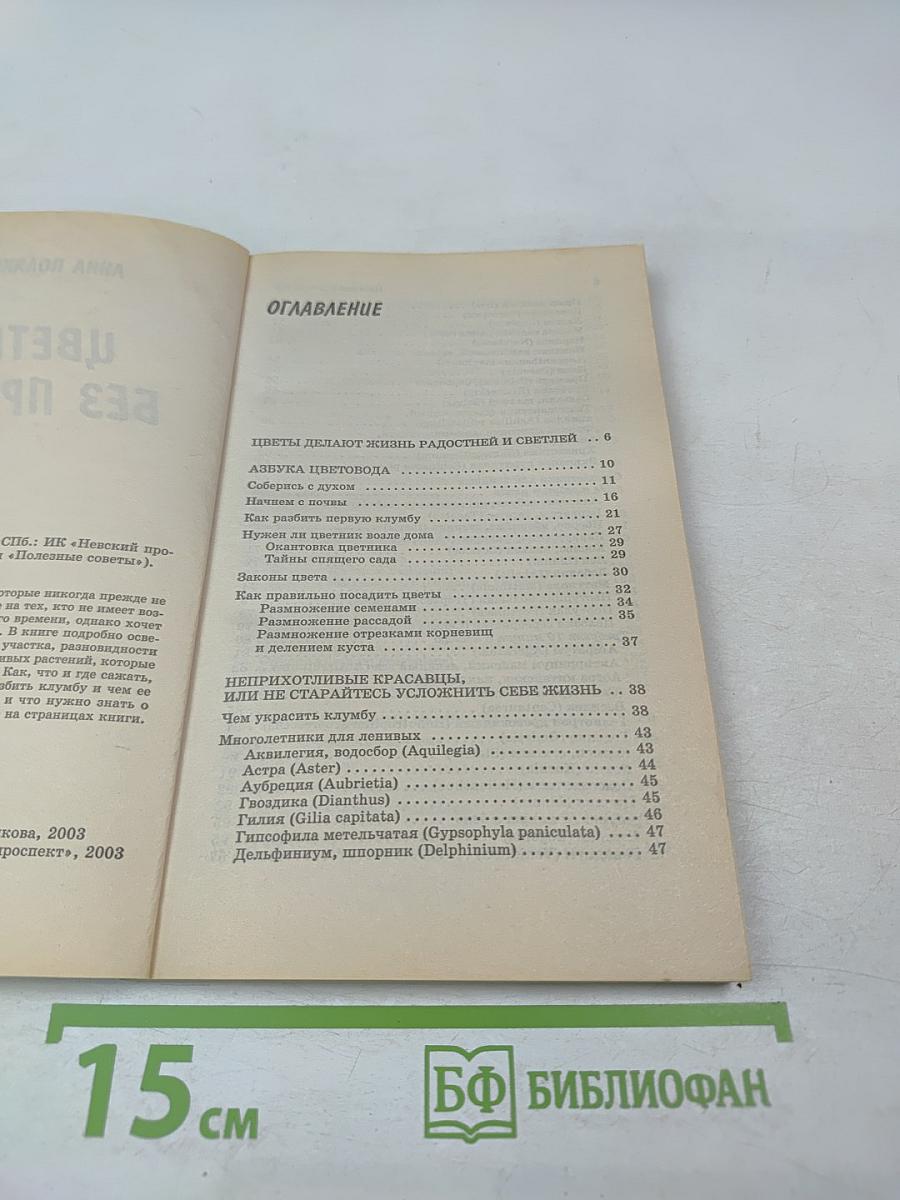 СПб.: ИК «Невский про-
«Полезные советы»).
которые никогда прежде не
на тех, кто не имеет воз-
времени, однако хочет
В книге подробно осве-
участка, разновидности
растений, которые
Как, что и где сажать,
разбить клумбу и чем ее
и что нужно знать о
на страницах книги.
2003
проспект», 2003
ОГЛАВЛЕНИЕ
ЦВЕТЫ ДЕЛАЮТ ЖИЗНЬ РАДОСТНЕЙ И СВЕТЛЕЙ .. 6
АЗБУКА ЦВЕТОВОДА .......... 10
Соберись с духом .......... 11
Начнем с почвы .......... 16
Как разбить первую клумбу .......... 21
Нужен ли цветник возле дома .......... 27
Окантовка цветника .......... 29
Тайны спящего сада .......... 29
Законы цвета .......... 30
Как правильно посадить цветы .......... 32
Размножение семенами .......... 34
Размножение рассадой .......... 35
Размножение отрезками корневищ
и делением куста .......... 37
НЕПРИХОТЛИВЫЕ КРАСАВЦЫ,
ИЛИ НЕ СТАРАЙТЕСЬ УСЛОЖНИТЬ СЕБЕ ЖИЗНЬ .. 38
Чем украсить клумбу .......... 38
Многолетники для ленивых .......... 43
Аквилегия, водосбор (Aquilegia) .......... 43
Астра (Aster) .......... 44
Аубреция (Aubrietia) .......... 45
Гвоздика (Dianthus) .......... 45
Гилия (Gilia capitata) .......... 46
Гипсофила метельчатая (Gypsophyla paniculata) .... 47
Дельфиниум, шпорник (Delphinium) .......... 47
15 см
БФ БИБЛИОФАН